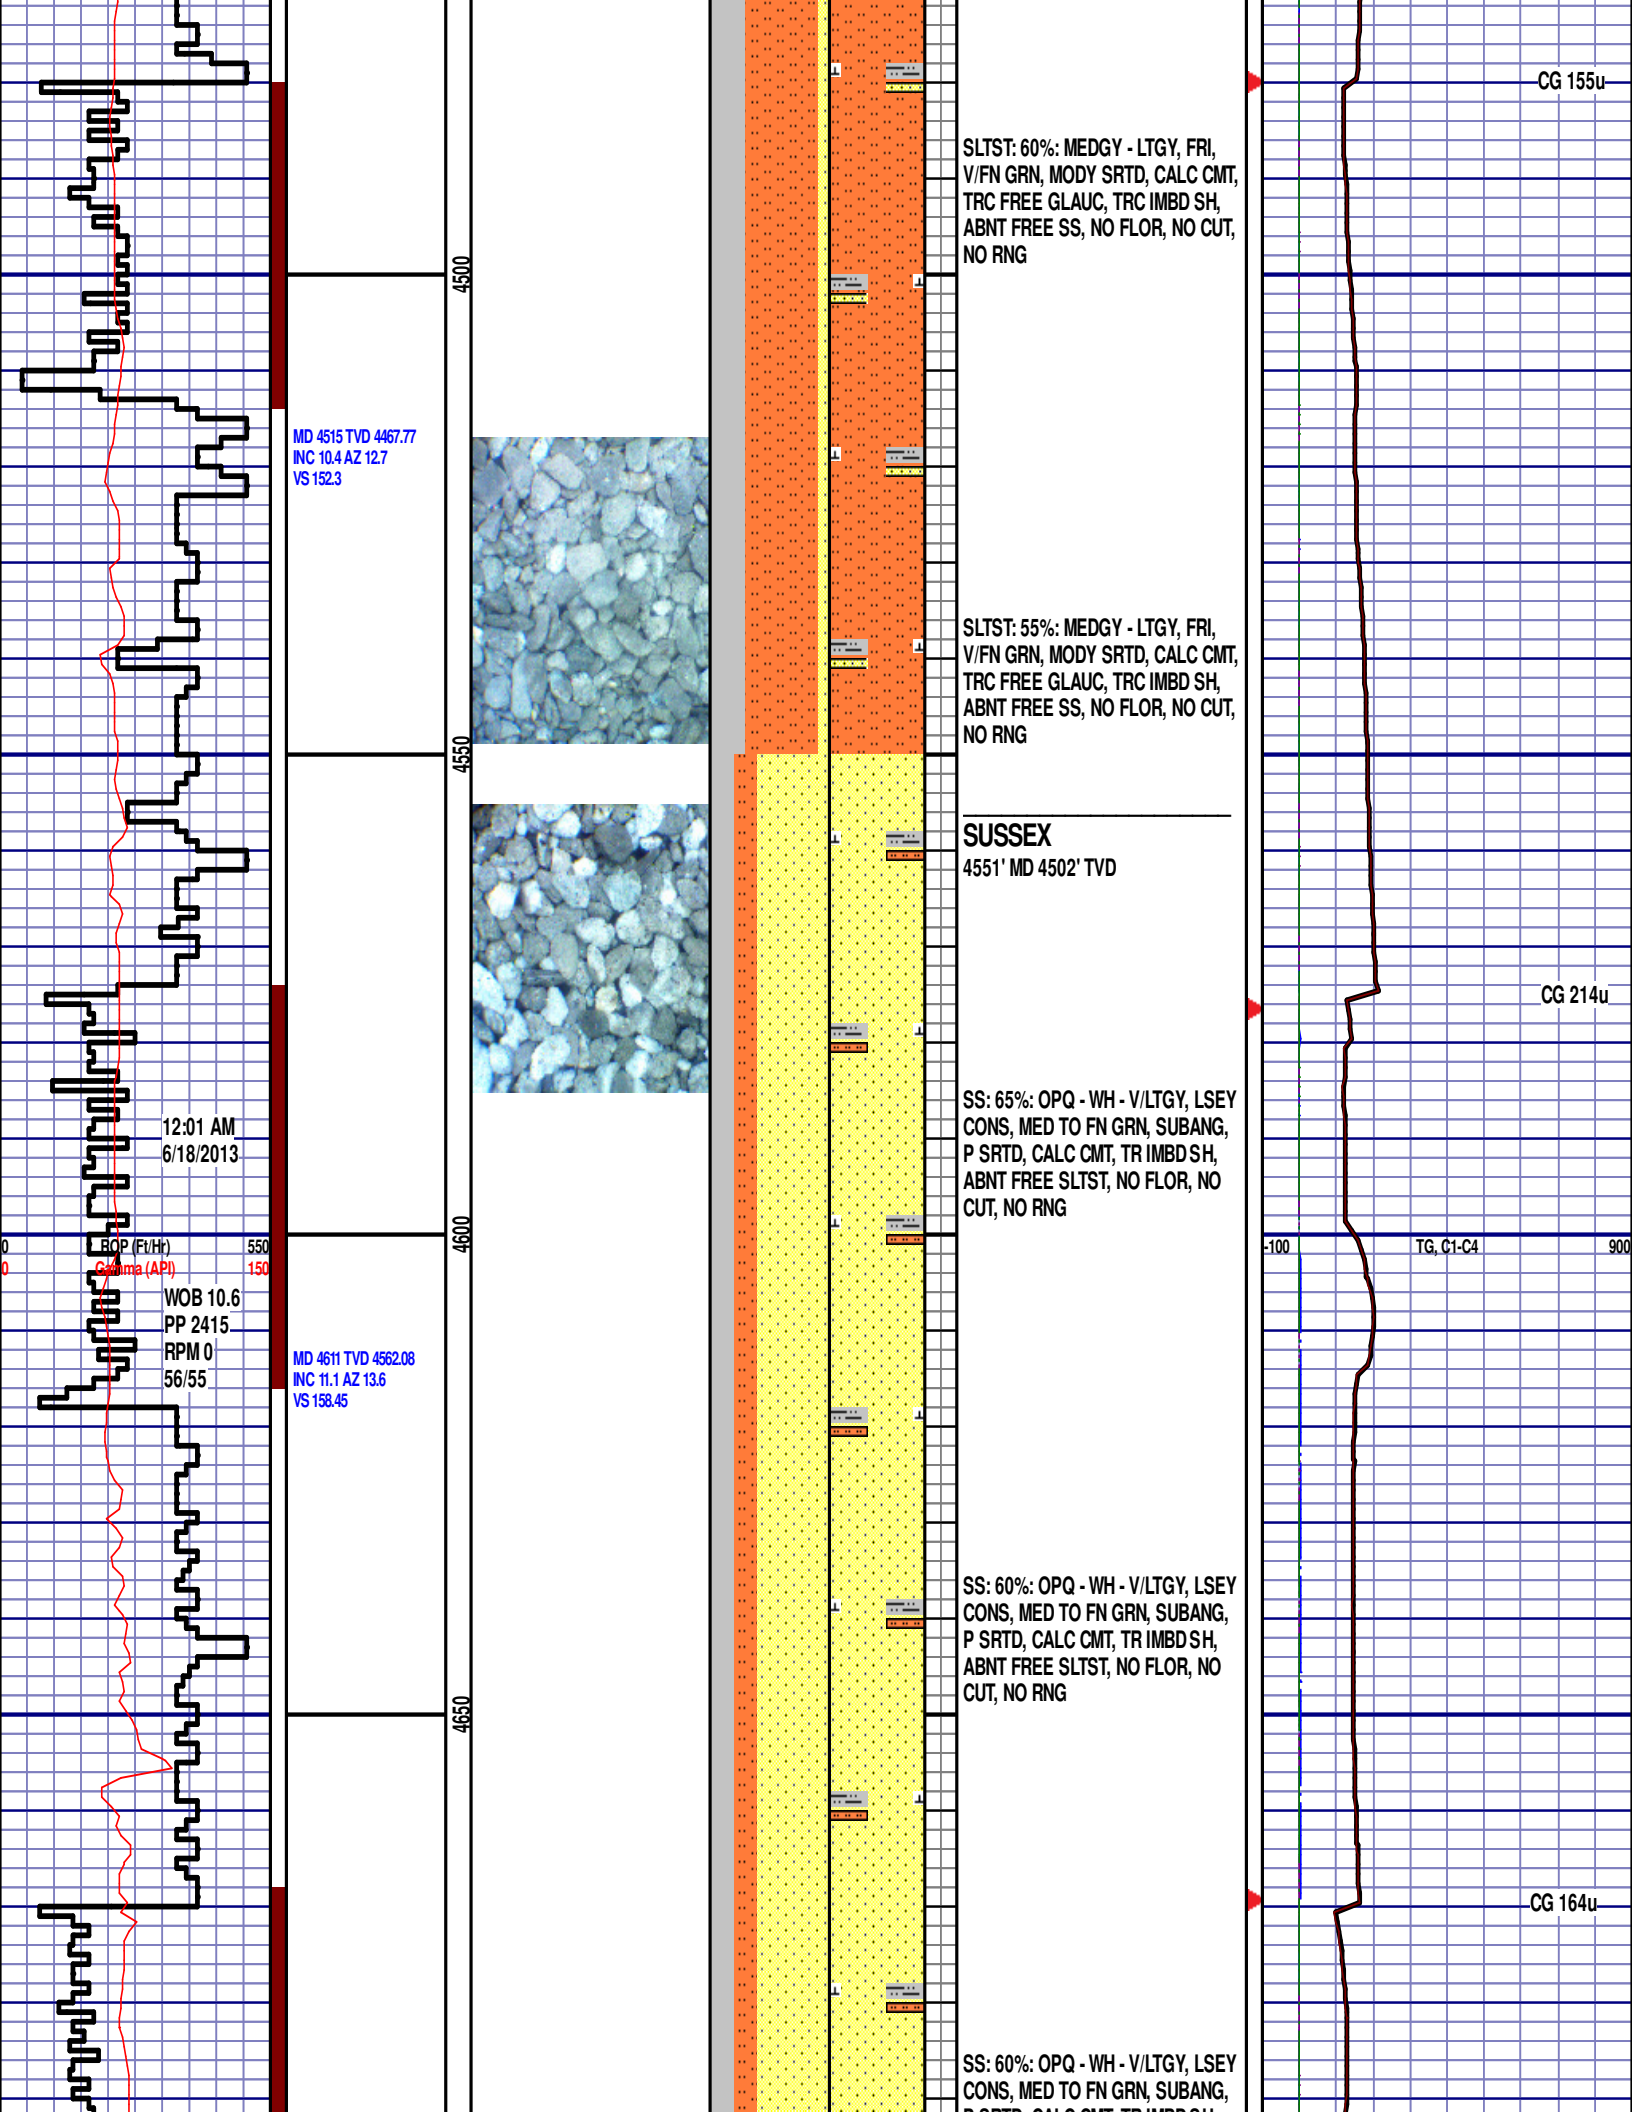 CG 155u
SLTST: 60%: MEDGY - LTGY, FRI,
V/FN GRN, MODY SRTD, CALC CMT,
TRC FREE GLAUC, TRC IMBD SH,
ABNT FREE SS, NO FLOR, NO CUT,
NO RNG
4500
MD 4515 TVD 4467.77
INC 10.4 AZ 12.7
VS 152.3
SLTST: 55%: MEDGY - LTGY, FRI,
V/FN GRN, MODY SRTD, CALC CMT,
TRC FREE GLAUC, TRC IMBD SH,
ABNT FREE SS, NO FLOR, NO CUT,
NO RNG
4550
SUSSEX
4551' MD 4502' TVD
CG 214u
SS: 65%: OPQ - WH - V/LTGY, LSEY
CONS, MED TO FN GRN, SUBANG,
P SRTD, CALC CMT, TR IMBD SH,
ABNT FREE SLTST, NO FLOR, NO
CUT, NO RNG
12:01 AM
6/18/2013
4600
0 ROP (Ft/Hr) 550
0 Gamma (API) 150
-100 TG, C1-C4 900
WOB 10.6
PP 2415
RPM 0
56/55
MD 4611 TVD 4562.08
INC 11.1 AZ 13.6
VS 158.45
SS: 60%: OPQ - WH - V/LTGY, LSEY
CONS, MED TO FN GRN, SUBANG,
P SRTD, CALC CMT, TR IMBD SH,
ABNT FREE SLTST, NO FLOR, NO
CUT, NO RNG
4650
CG 164u
SS: 60%: OPQ - WH - V/LTGY, LSEY
CONS, MED TO FN GRN, SUBANG,
P SRTD, CALC CMT, TR IMBD SH,